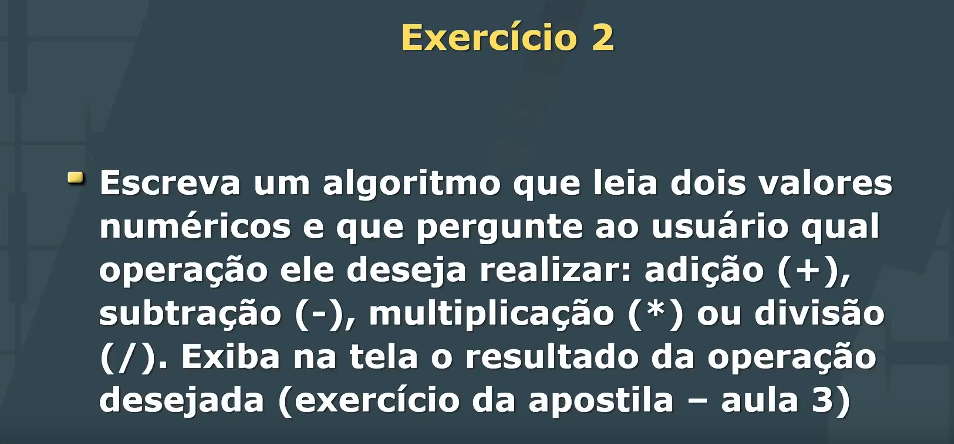 Exercício 2
Escreva um algoritmo que leia dois valores
numéricos e que pergunte ao usuário qual
operação ele deseja realizar: adição (+),
subtração (-), multiplicação (*) ou divisão
(/). Exiba na tela o resultado da operação
desejada (exercício da apostila – aula 3)